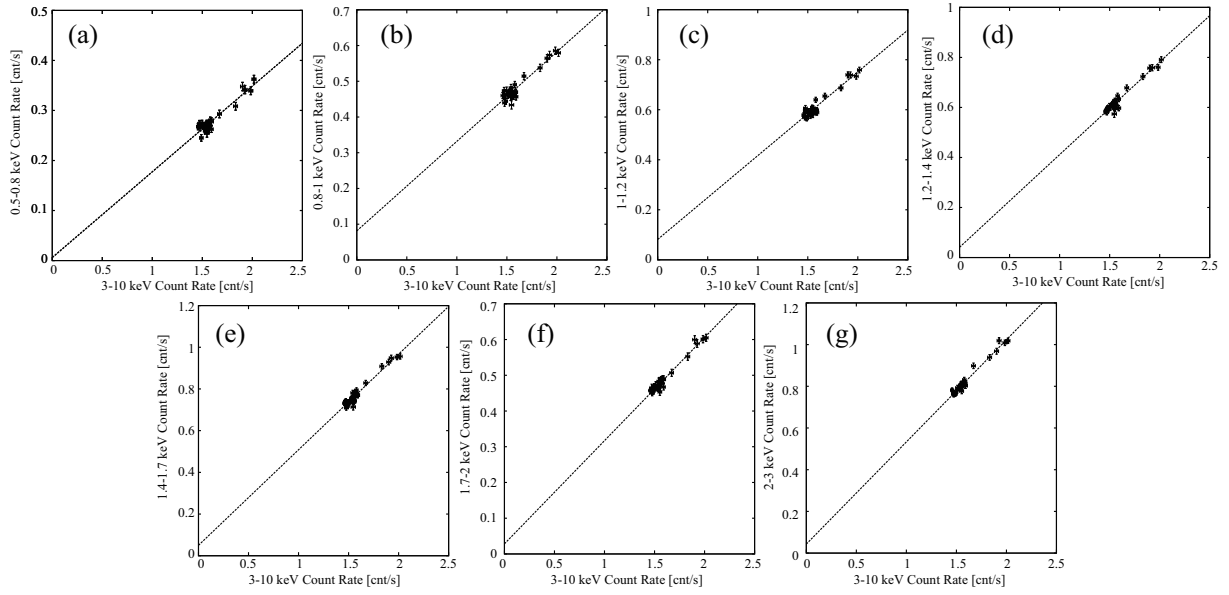 (a)
0.5
0.4
0.3
0.2
0.1
0
0.5-0.8 keV Count Rate [cnt/s]
0 0.5 1 1.5 2 2.5
3-10 keV Count Rate [cnt/s]
(b)
0.7
0.6
0.5
0.4
0.3
0.2
0.1
0
0.8-1 keV Count Rate [cnt/s]
0 0.5 1 1.5 2 2.5
3-10 keV Count Rate [cnt/s]
(c)
1
0.8
0.6
0.4
0.2
0
1-1.2 keV Count Rate [cnt/s]
0 0.5 1 1.5 2 2.5
3-10 keV Count Rate [cnt/s]
(d)
1
0.8
0.6
0.4
0.2
0
1.2-1.4 keV Count Rate [cnt/s]
0 0.5 1 1.5 2 2.5
3-10 keV Count Rate [cnt/s]
(e)
1.2
1
0.8
0.6
0.4
0.2
0
1.4-1.7 keV Count Rate [cnt/s]
0 0.5 1 1.5 2 2.5
3-10 keV Count Rate [cnt/s]
(f)
0.7
0.6
0.5
0.4
0.3
0.2
0.1
0
1.7-2 keV Count Rate [cnt/s]
0 0.5 1 1.5 2 2.5
3-10 keV Count Rate [cnt/s]
(g)
1.2
1
0.8
0.6
0.4
0.2
0
2-3 keV Count Rate [cnt/s]
0 0.5 1 1.5 2 2.5
3-10 keV Count Rate [cnt/s]